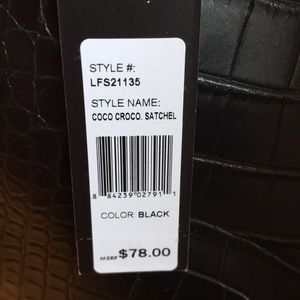 STYLE #:
LFS21135
STYLE NAME:
COCO CROCO. SATCHEL
8 84239 02791 1
COLOR: BLACK
MSRP $78.00